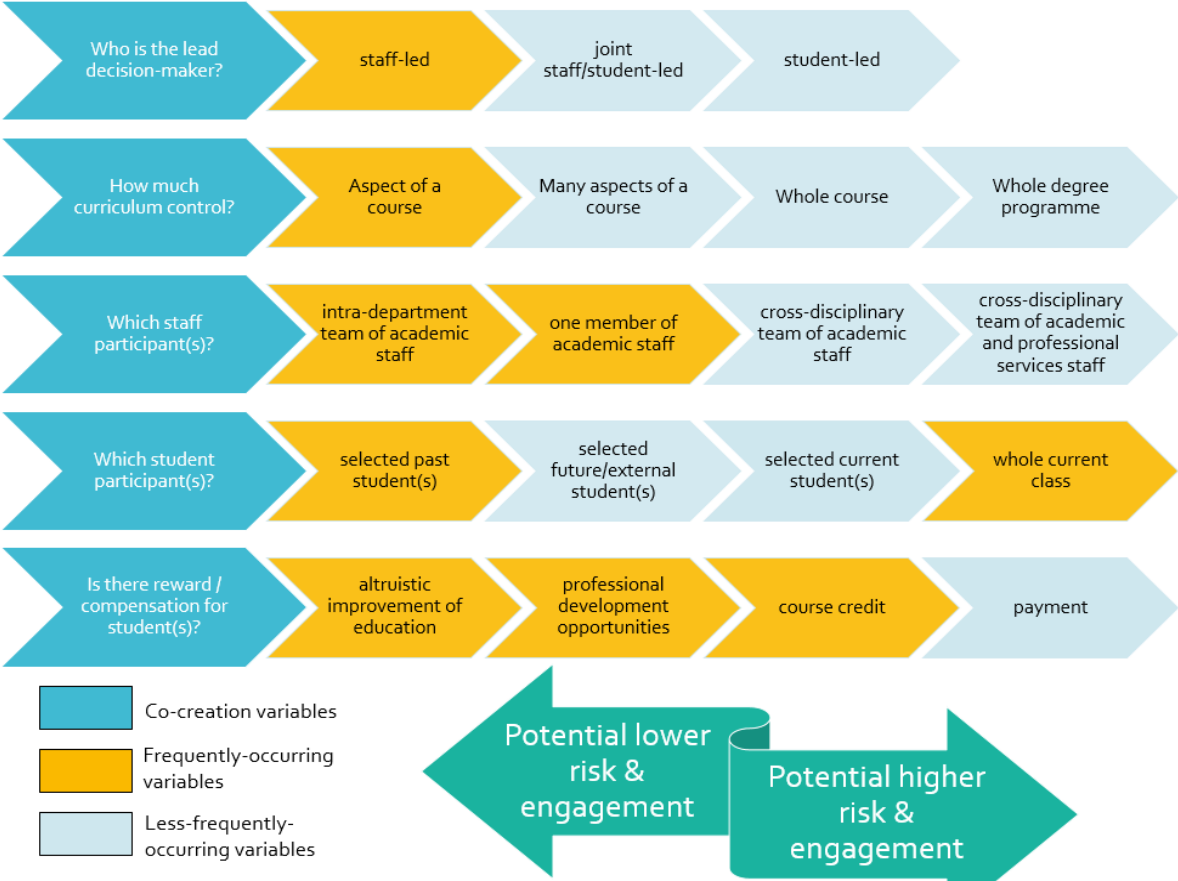 Who is the lead
decision-maker?
staff-led
joint
staff/student-led
student-led
How much
curriculum control?
Aspect of a
course
Many aspects of a
course
Whole course
Whole degree
programme
Which staff
participant(s)?
intra-department
team of academic
staff
one member of
academic staff
cross-disciplinary
team of academic
staff
cross-disciplinary
team of academic
and professional
services staff
Which student
participant(s)?
selected past
student(s)
selected
future/external
student(s)
selected current
student(s)
whole current
class
Is there reward /
compensation for
student(s)?
altruistic
improvement of
education
professional
development
opportunities
course credit
payment
Co-creation variables
Frequently-occurring
variables
Less-frequently-
occurring variables
Potential lower
risk &
engagement
Potential higher
risk &
engagement